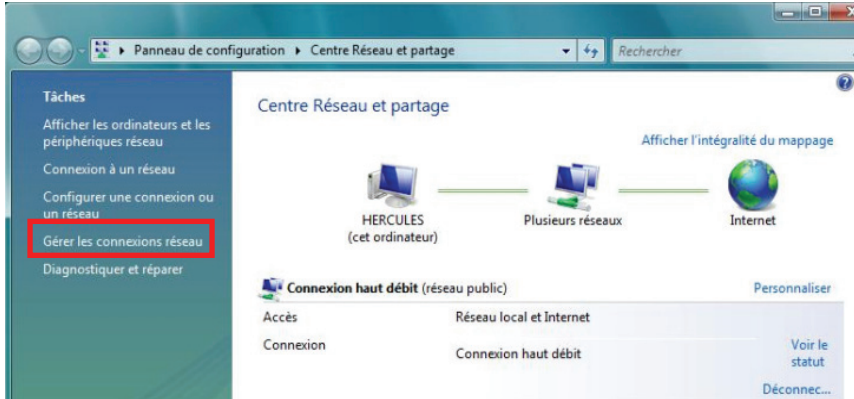 Panneau de configuration ▸ Centre Réseau et partage
Rechercher
Tâches
Afficher les ordinateurs et les
périphériques réseau
Connexion à un réseau
Configurer une connexion ou
un réseau
Gérer les connexions réseau
Diagnostiquer et réparer
Centre Réseau et partage
Afficher l'intégralité du mappage
HERCULES
(cet ordinateur)
Plusieurs réseaux
Internet
Connexion haut débit (réseau public)
Personnaliser
Accès
Réseau local et Internet
Connexion
Connexion haut débit
Voir le
statut
Déconnec...